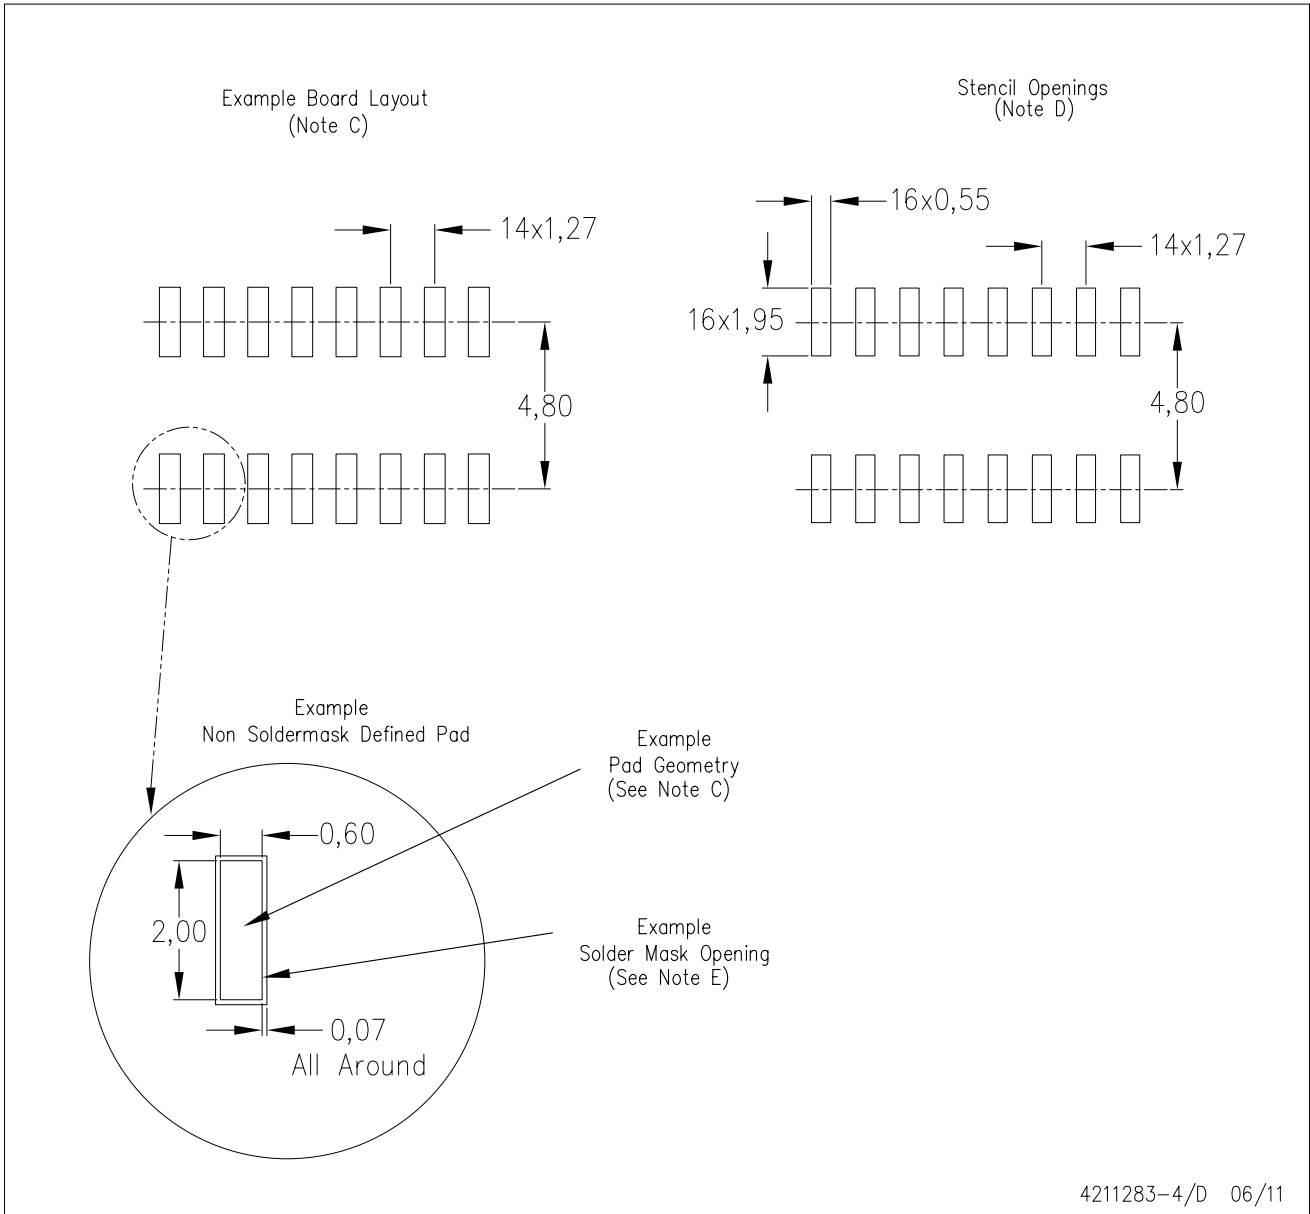 Example Board Layout
(Note C)
Stencil Openings
(Note D)
14x1,27
4,80
16x0,55
14x1,27
16x1,95
4,80
Example
Non Soldermask Defined Pad
Example
Pad Geometry
(See Note C)
0,60
2,00
Example
Solder Mask Opening
(See Note E)
0,07
All Around
4211283-4/D 06/11